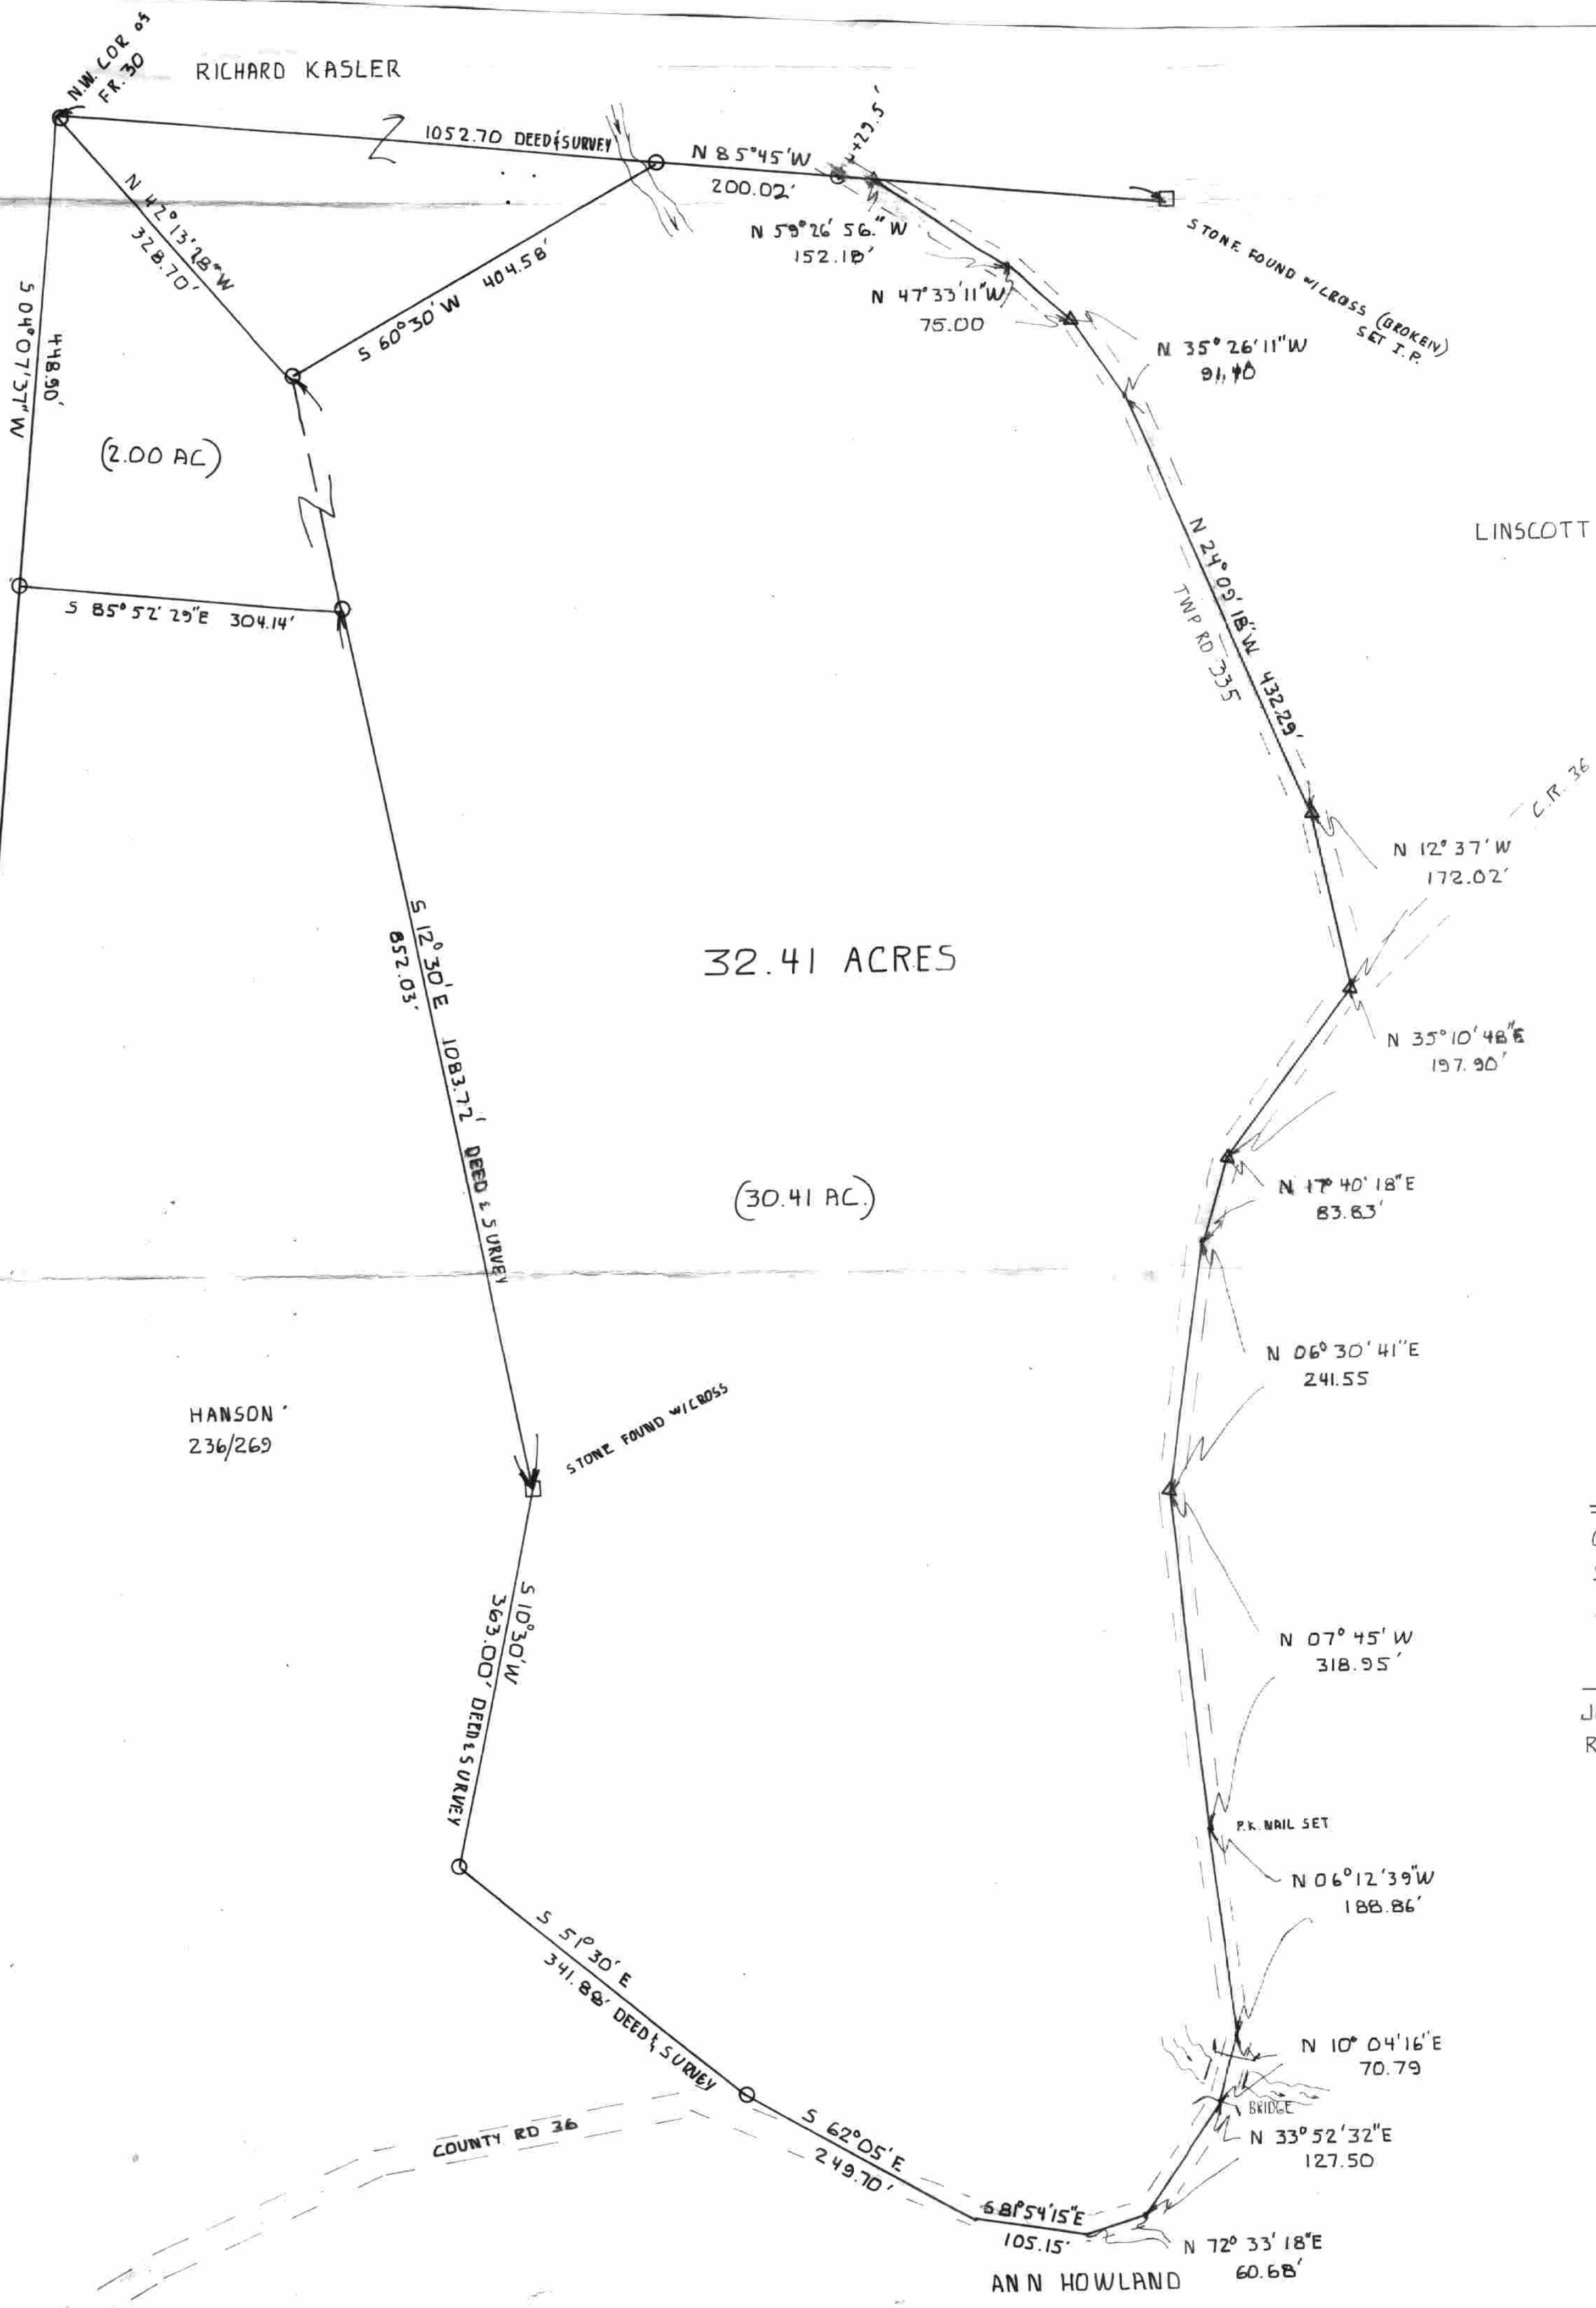 N.W. COR OF
FR. 30
RICHARD KASLER
1052.70 DEED & SURVEY
N 85°45'W
200.02'
++29.5'
N 42°13'28"W
328.70'
S 60°30'W 404.58'
N 59°26'56."W
152.18'
N 47°33'11"W
75.00
STONE FOUND W/CROSS (BROKEN)
SET I.P.
N 35°26'11"W
91.40
S 04°07'37"W
448.90'
(2.00 AC)
LINSCOTT
N 24°09'18"W 432.29'
TWP RD 335
S 85°52'29"E 304.14'
C.R. 36
N 12°37'W
172.02'
S 12°30'E 1083.72' DEED & SURVEY
852.03'
32.41 ACRES
N 35°10'48"E
197.90'
(30.41 AC.)
N 17°40'18"E
83.83'
N 06°30'41"E
241.55
HANSON
236/269
STONE FOUND W/CROSS
S 10°30'W
363.00' DEED & SURVEY
N 07°45'W
318.95'
P.K. NAIL SET
N 06°12'39"W
188.86'
S 51°30'E
341.88' DEED & SURVEY
N 10°04'16"E
70.79
BRIDGE
N 33°52'32"E
127.50
COUNTY RD 36
S 62°05'E
249.70'
S 81°54'15"E
105.15'
N 72°33'18"E
60.68'
ANN HOWLAND